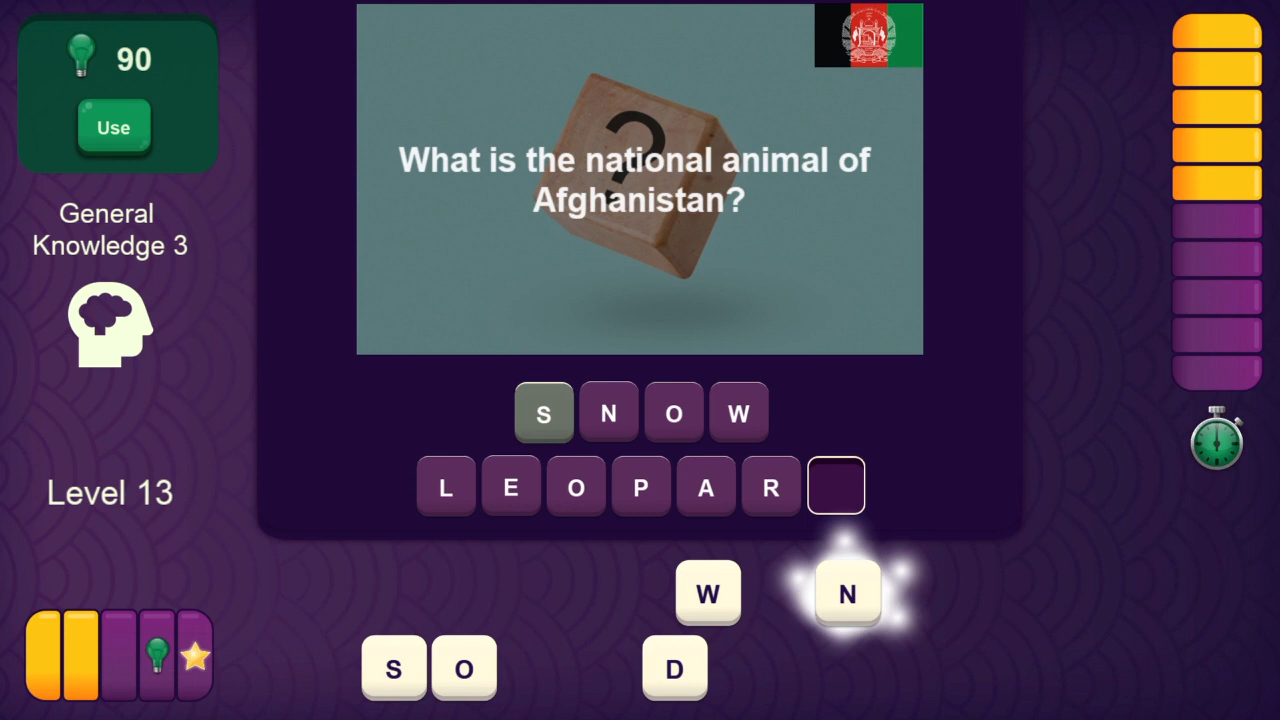 90
Use
General
Knowledge 3
Level 13
?
What is the national animal of
Afghanistan?
S N O W
L E O P A R
W N
S O D